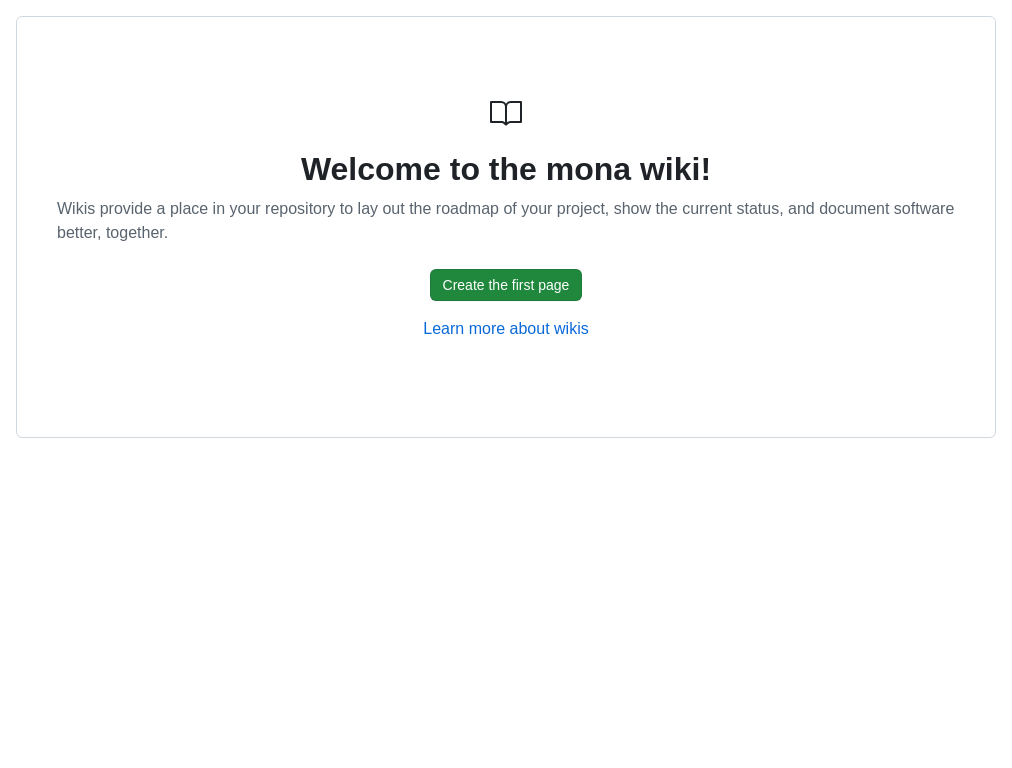 Welcome to the mona wiki!
Wikis provide a place in your repository to lay out the roadmap of your project, show the current status, and document software
better, together.
Create the first page
Learn more about wikis